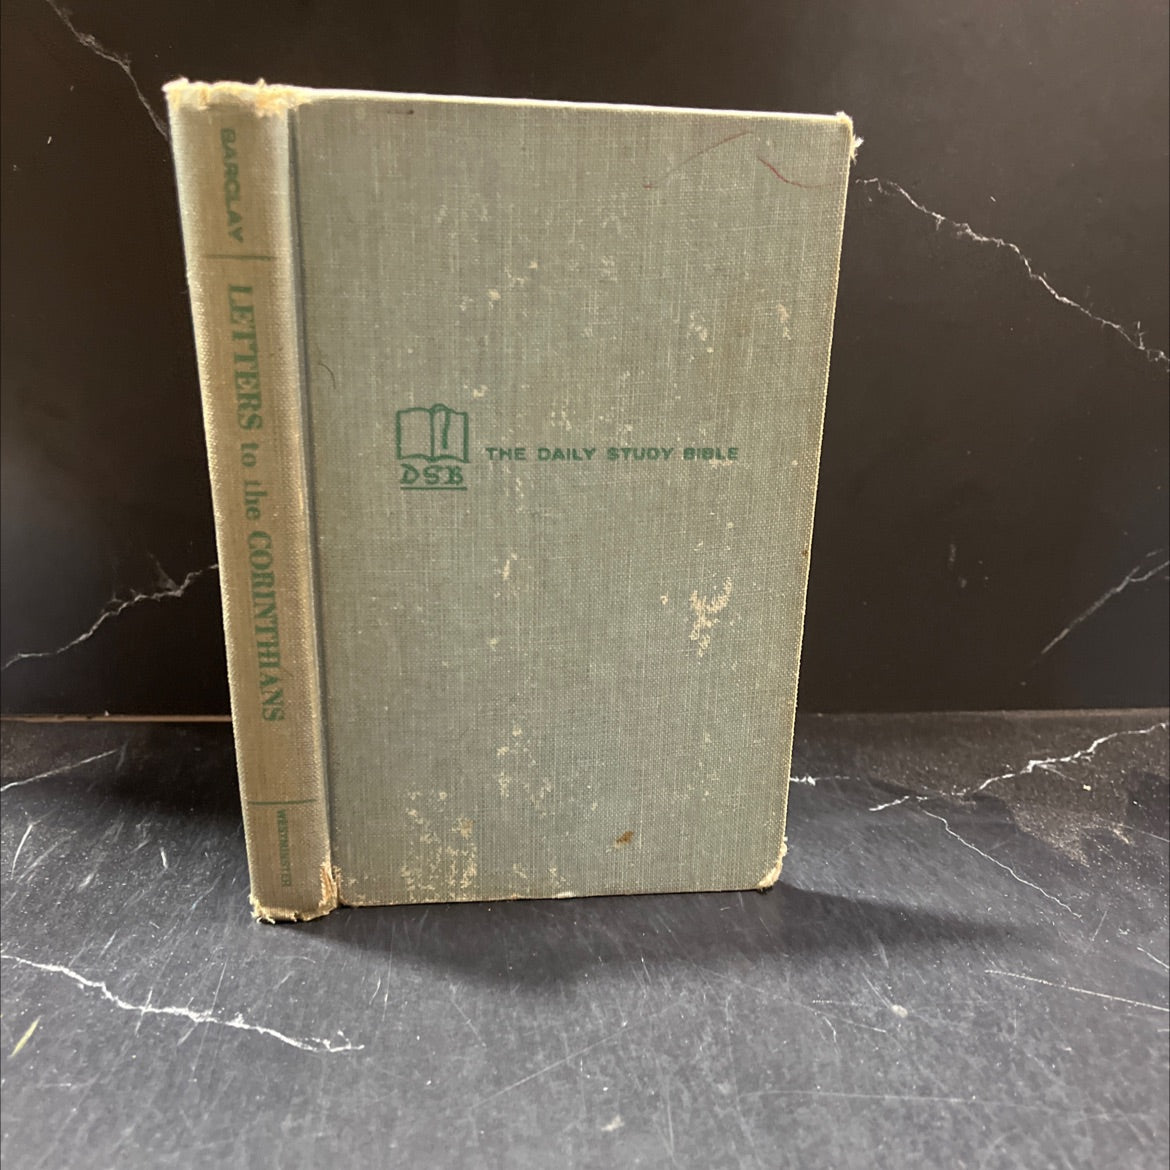 BARCLAY
LETTERS to the CORINTHIANS
WESTMINSTER
DSB
THE DAILY STUDY BIBLE